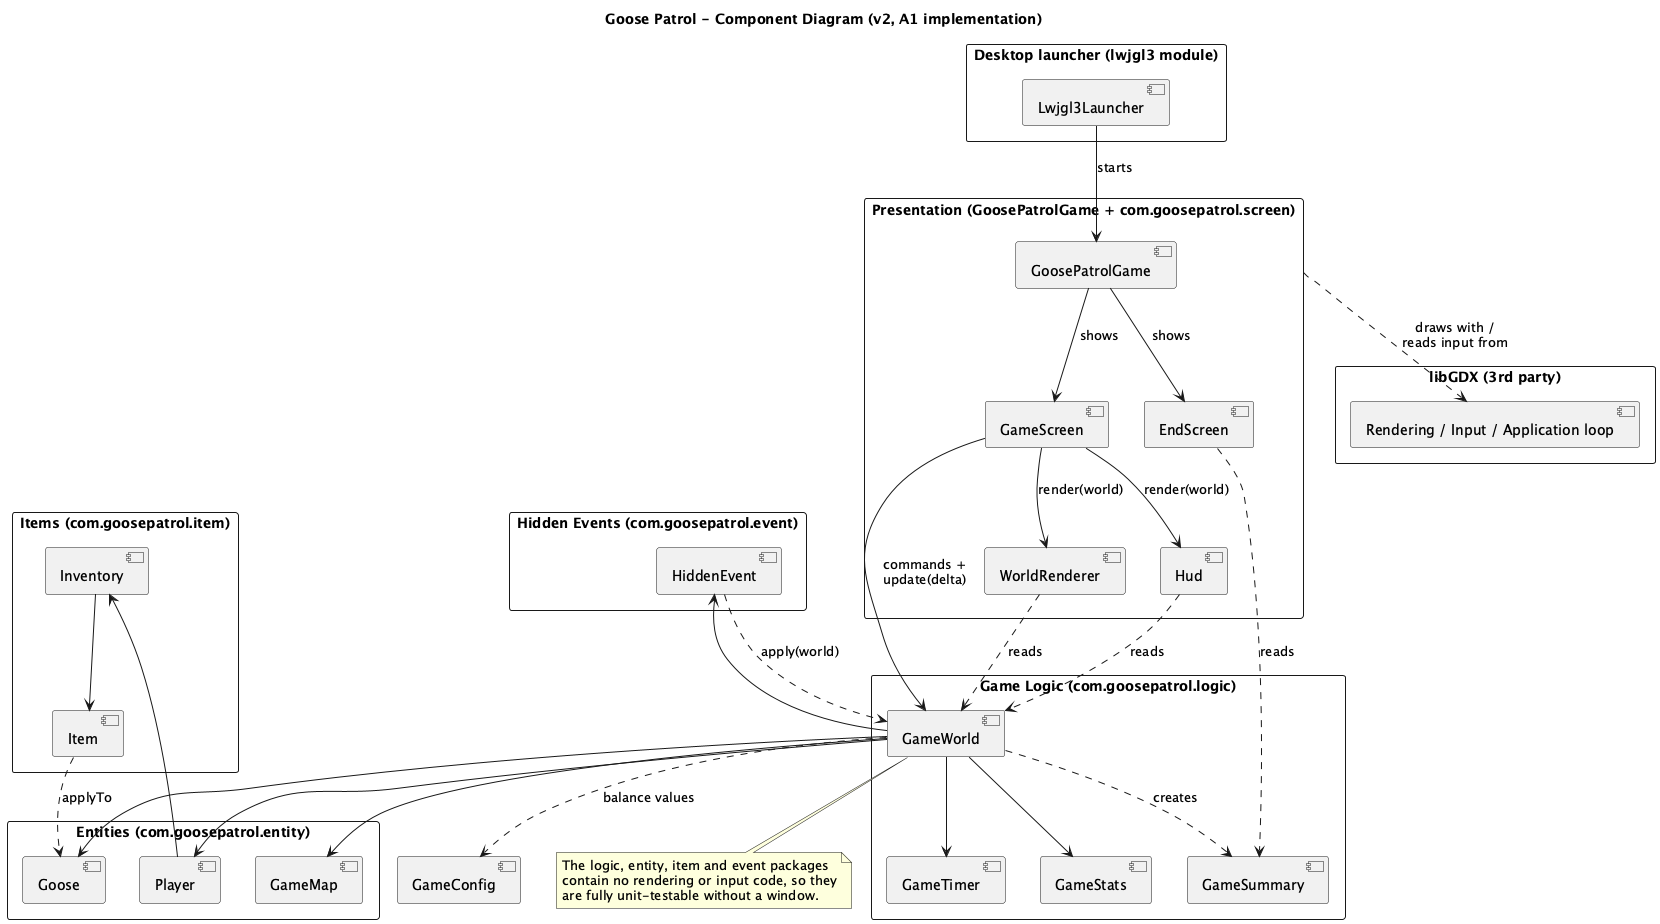 Goose Patrol - Component Diagram (v2, A1 implementation)
Desktop launcher (lwjgl3 module)
Lwjgl3Launcher
starts
Presentation (GoosePatrolGame + com.goosepatrol.screen)
GoosePatrolGame
shows
shows
draws with /
reads input from
libGDX (3rd party)
Rendering / Input / Application loop
GameScreen
EndScreen
render(world)
render(world)
Items (com.goosepatrol.item)
Inventory
Hidden Events (com.goosepatrol.event)
HiddenEvent
commands +
update(delta)
WorldRenderer
Hud
apply(world)
reads
reads
reads
Game Logic (com.goosepatrol.logic)
Item
GameWorld
applyTo
balance values
creates
Entities (com.goosepatrol.entity)
Goose
Player
GameMap
GameConfig
The logic, entity, item and event packages
contain no rendering or input code, so they
are fully unit-testable without a window.
GameTimer
GameStats
GameSummary